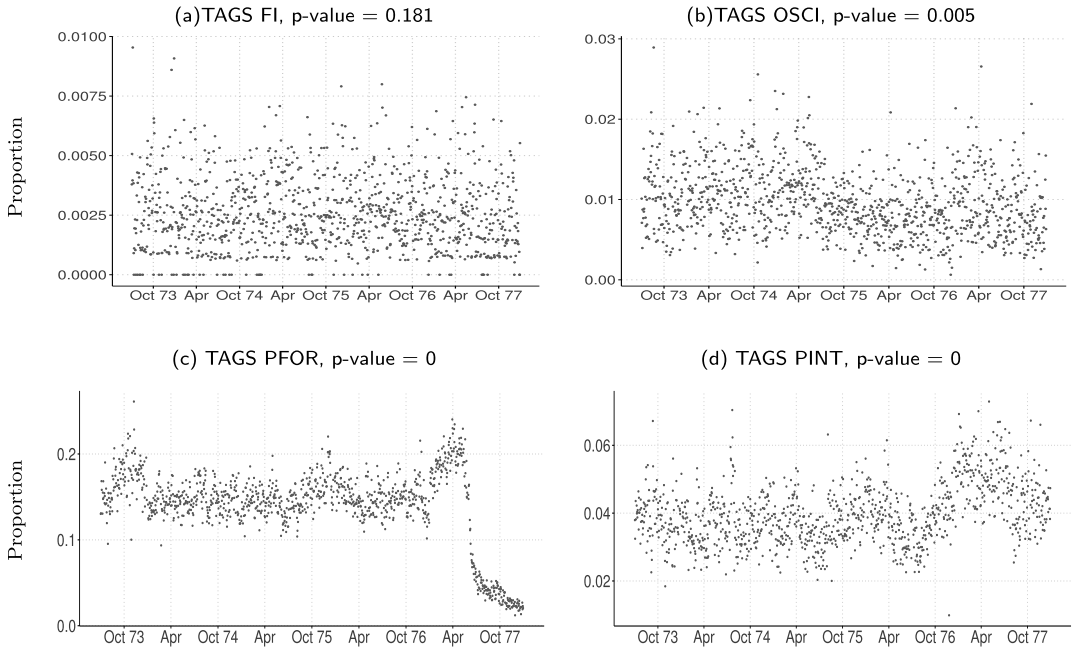 (a)TAGS FI, p-value = 0.181
(b)TAGS OSCI, p-value = 0.005
Proportion
0.0100
0.0075
0.0050
0.0025
0.0000
Oct 73 Apr Oct 74 Apr Oct 75 Apr Oct 76 Apr Oct 77
0.03
0.02
0.01
0.00
Oct 73 Apr Oct 74 Apr Oct 75 Apr Oct 76 Apr Oct 77
(c) TAGS PFOR, p-value = 0
(d) TAGS PINT, p-value = 0
Proportion
0.2
0.1
0.0
Oct 73 Apr Oct 74 Apr Oct 75 Apr Oct 76 Apr Oct 77
0.06
0.04
0.02
Oct 73 Apr Oct 74 Apr Oct 75 Apr Oct 76 Apr Oct 77